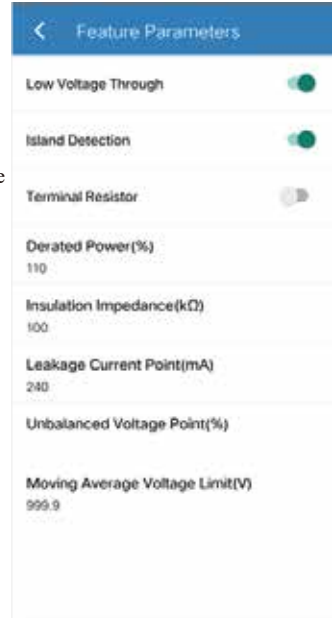 Feature Parameters
Low Voltage Through
Island Detection
e
Terminal Resistor
Derated Power(%)
110
Insulation Impedance(kΩ)
100
Leakage Current Point(mA)
240
Unbalanced Voltage Point(%)
Moving Average Voltage Limit(V)
999.9